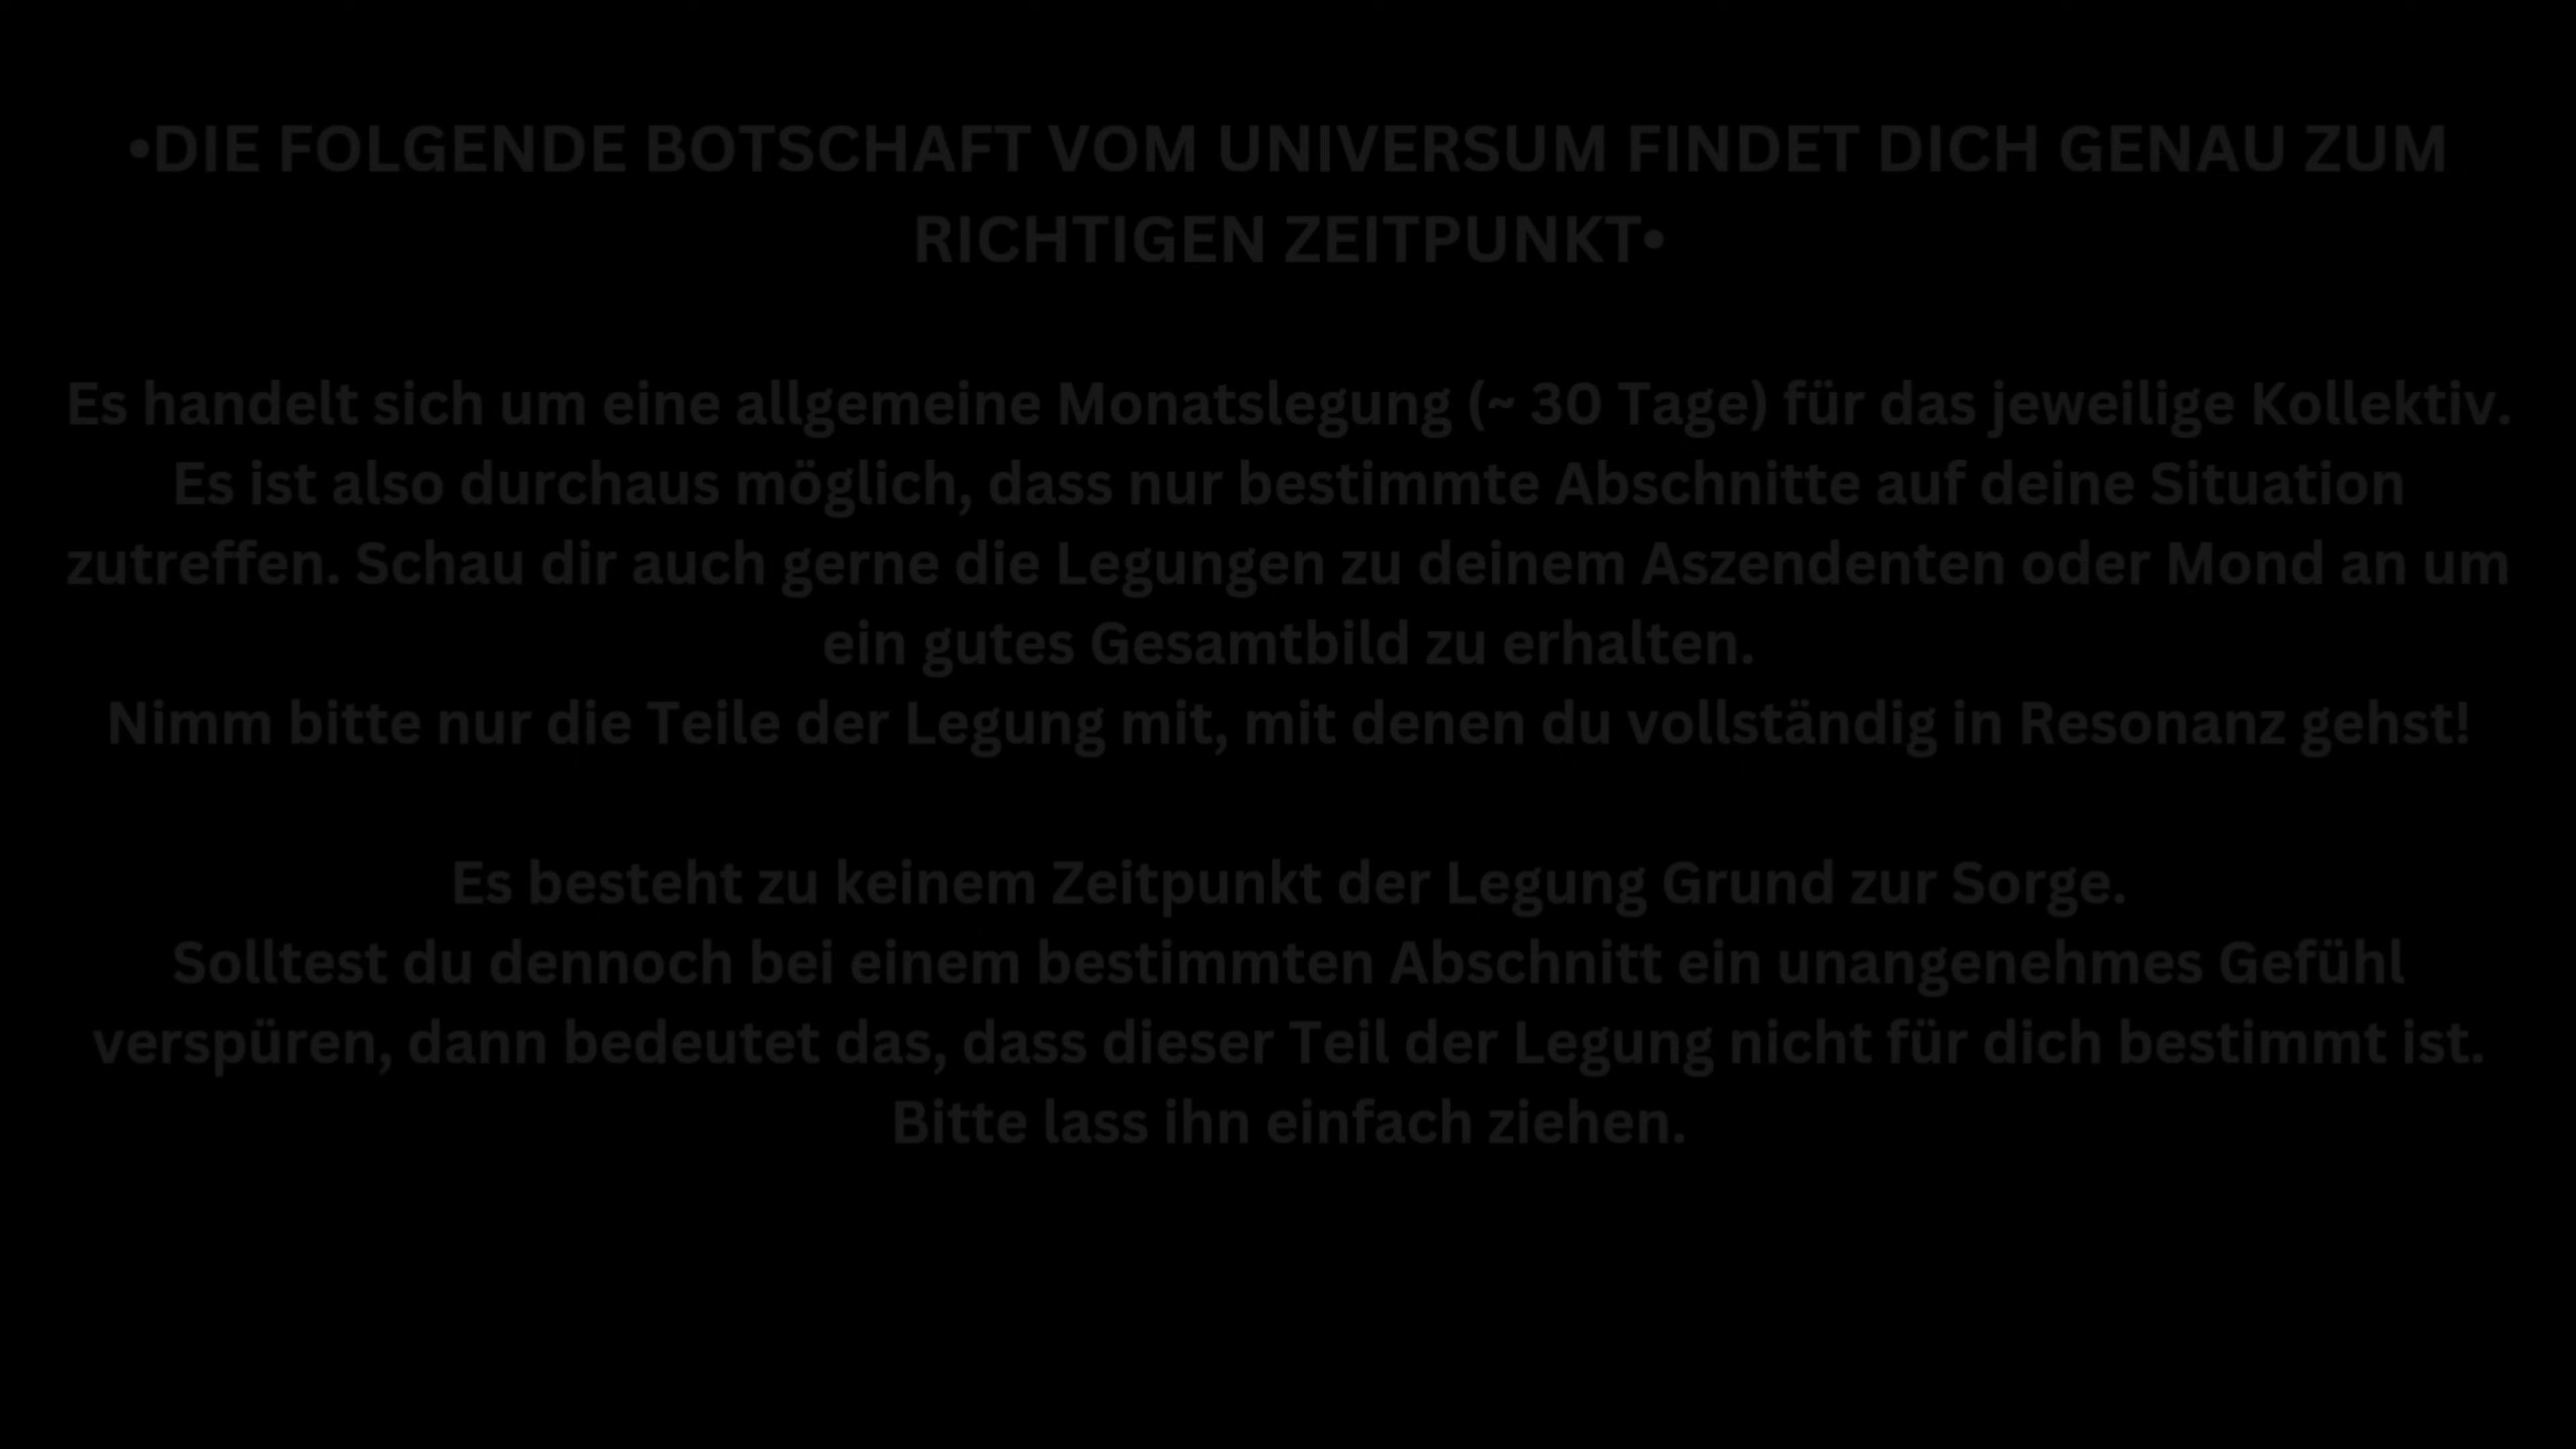 •DIE FOLGENDE BOTSCHAFT VOM UNIVERSUM FINDET DICH GENAU ZUM
RICHTIGEN ZEITPUNKT•
Es handelt sich um eine allgemeine Monatslegung (~ 30 Tage) für das jeweilige Kollektiv.
Es ist also durchaus möglich, dass nur bestimmte Abschnitte auf deine Situation
zutreffen. Schau dir auch gerne die Legungen zu deinem Aszendenten oder Mond an um
ein gutes Gesamtbild zu erhalten.
Nimm bitte nur die Teile der Legung mit, mit denen du vollständig in Resonanz gehst!
Es besteht zu keinem Zeitpunkt der Legung Grund zur Sorge.
Solltest du dennoch bei einem bestimmten Abschnitt ein unangenehmes Gefühl
verspüren, dann bedeutet das, dass dieser Teil der Legung nicht für dich bestimmt ist.
Bitte lass ihn einfach ziehen.